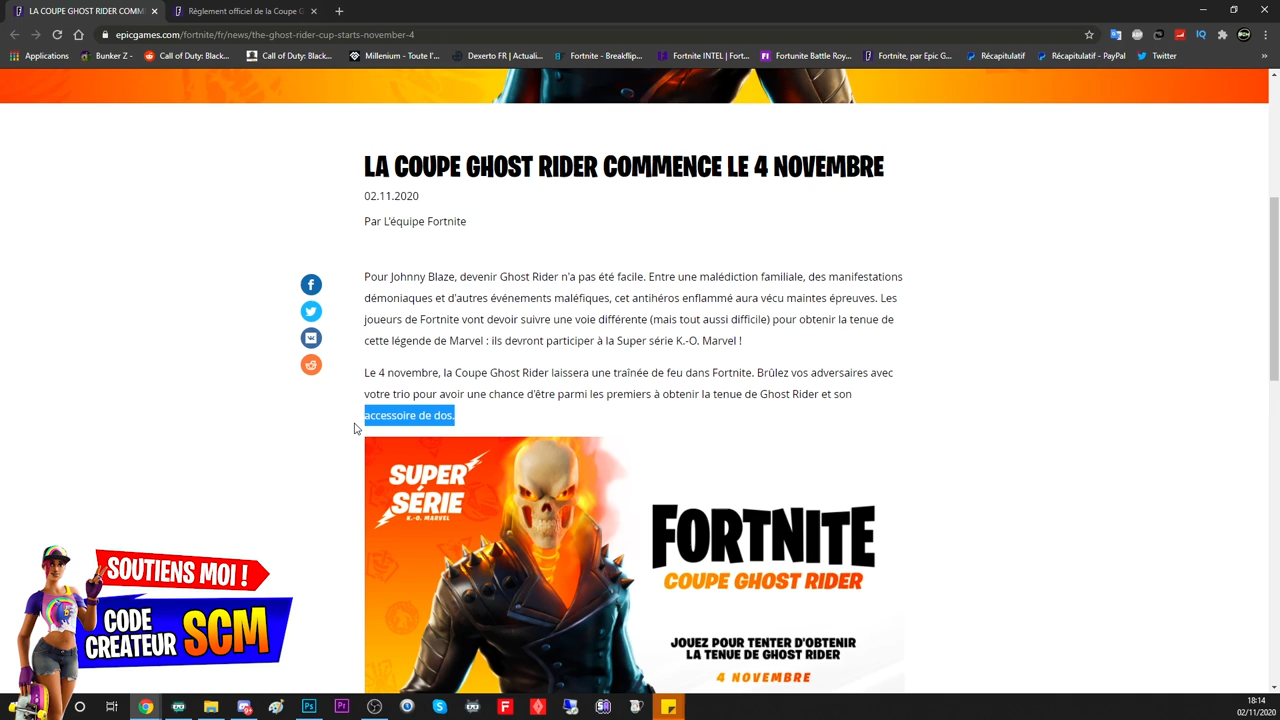 LA COUPE GHOST RIDER COMM
Règlement officiel de la Coupe G
epicgames.com/fortnite/fr/news/the-ghost-rider-cup-starts-november-4
Applications
Bunker Z -
Call of Duty: Black...
Call of Duty: Black...
Millenium - Toute l'...
Dexerto FR | Actuali...
Fortnite - Breakflip...
Fortnite INTEL | Fort...
Fortunite Battle Roy...
Fortnite, par Epic G...
Récapitulatif -
Récapitulatif - PayPal
Twitter
LA COUPE GHOST RIDER COMMENCE LE 4 NOVEMBRE
02.11.2020
Par L'équipe Fortnite
Pour Johnny Blaze, devenir Ghost Rider n'a pas été facile. Entre une malédiction familiale, des manifestations
démoniaques et d'autres événements maléfiques, cet antihéros enflammé aura vécu maintes épreuves. Les
joueurs de Fortnite vont devoir suivre une voie différente (mais tout aussi difficile) pour obtenir la tenue de
cette légende de Marvel : ils devront participer à la Super série K.-O. Marvel !
Le 4 novembre, la Coupe Ghost Rider laissera une traînée de feu dans Fortnite. Brûlez vos adversaires avec
votre trio pour avoir une chance d'être parmi les premiers à obtenir la tenue de Ghost Rider et son
accessoire de dos.
SUPER
SÉRIE
K.-O. MARVEL
FORTNITE
COUPE GHOST RIDER
JOUEZ POUR TENTER D'OBTENIR
LA TENUE DE GHOST RIDER
4 NOVEMBRE
SOUTIENS MOI !
CODE
CREATEUR SCM
18:14
02/11/2020